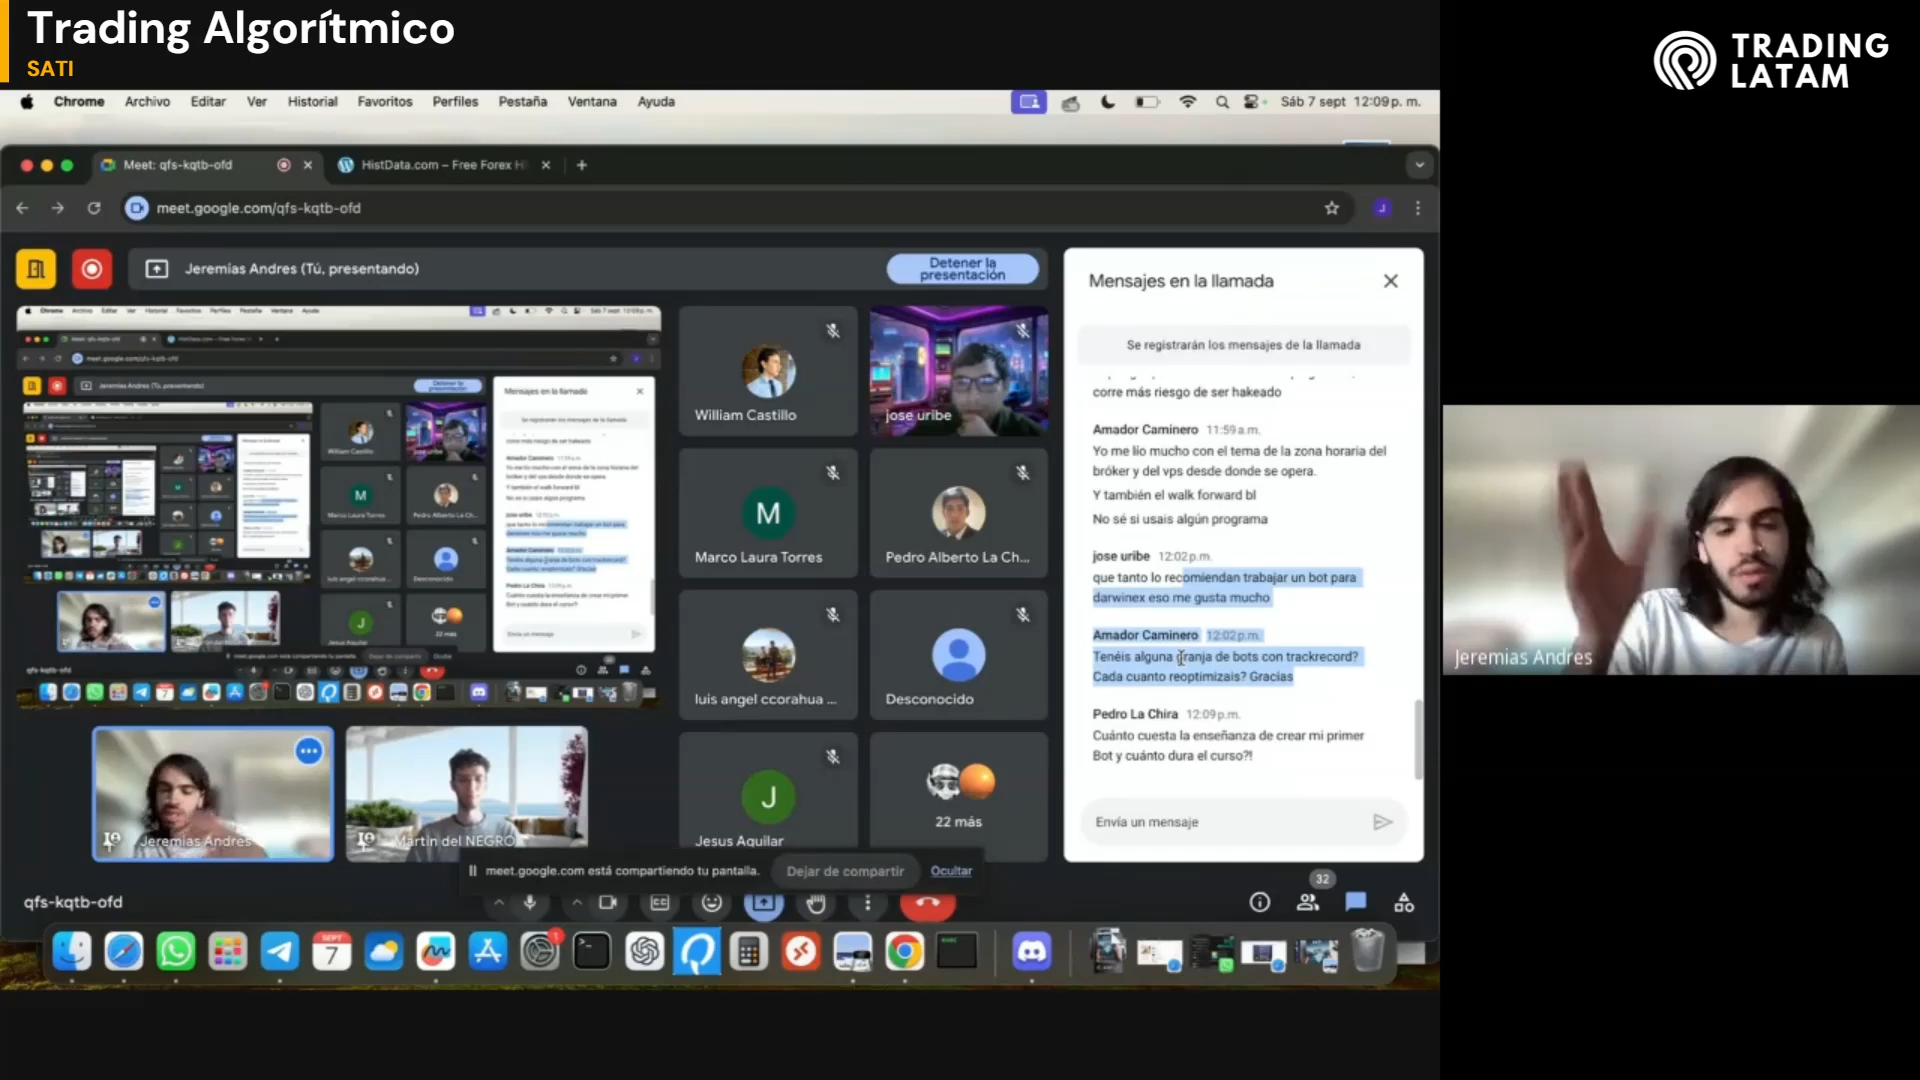 Trading Algorítmico
SATI
TRADING
LATAM
Chrome Archivo Editar Ver Historial Favoritos Perfiles Pestaña Ventana Ayuda
Sáb 7 sept 12:09 p. m.
Meet: qfs-kqtb-ofd
HistData.com – Free Forex H
meet.google.com/qfs-kqtb-ofd
J
Jeremias Andres (Tú, presentando)
Detener la
presentación
Mensajes en la llamada
Se registrarán los mensajes de la llamada
corre más riesgo de ser hakeado
Amador Caminero 11:59 a.m.
Yo me lío mucho con el tema de la zona horaria del
bróker y del vps desde donde se opera.
Y también el walk forward bl
No sé si usais algún programa
jose uribe 12:02 p.m.
que tanto lo recomiendan trabajar un bot para
darwinex eso me gusta mucho
Amador Caminero 12:02 p.m.
Tenéis alguna granja de bots con trackrecord?
Cada cuanto reoptimizais? Gracias
Pedro La Chira 12:09 p.m.
Cuánto cuesta la enseñanza de crear mi primer
Bot y cuánto dura el curso?!
Envía un mensaje
William Castillo
jose uribe
M
Marco Laura Torres
Pedro Alberto La Ch...
luis angel ccorahua ...
Desconocido
J
Jesus Aguilar
22 más
Jeremias Andres
Martin del NEGRO
meet.google.com está compartiendo tu pantalla.
Dejar de compartir
Ocultar
qfs-kqtb-ofd
32
SEPT
7
1
Jeremias Andres